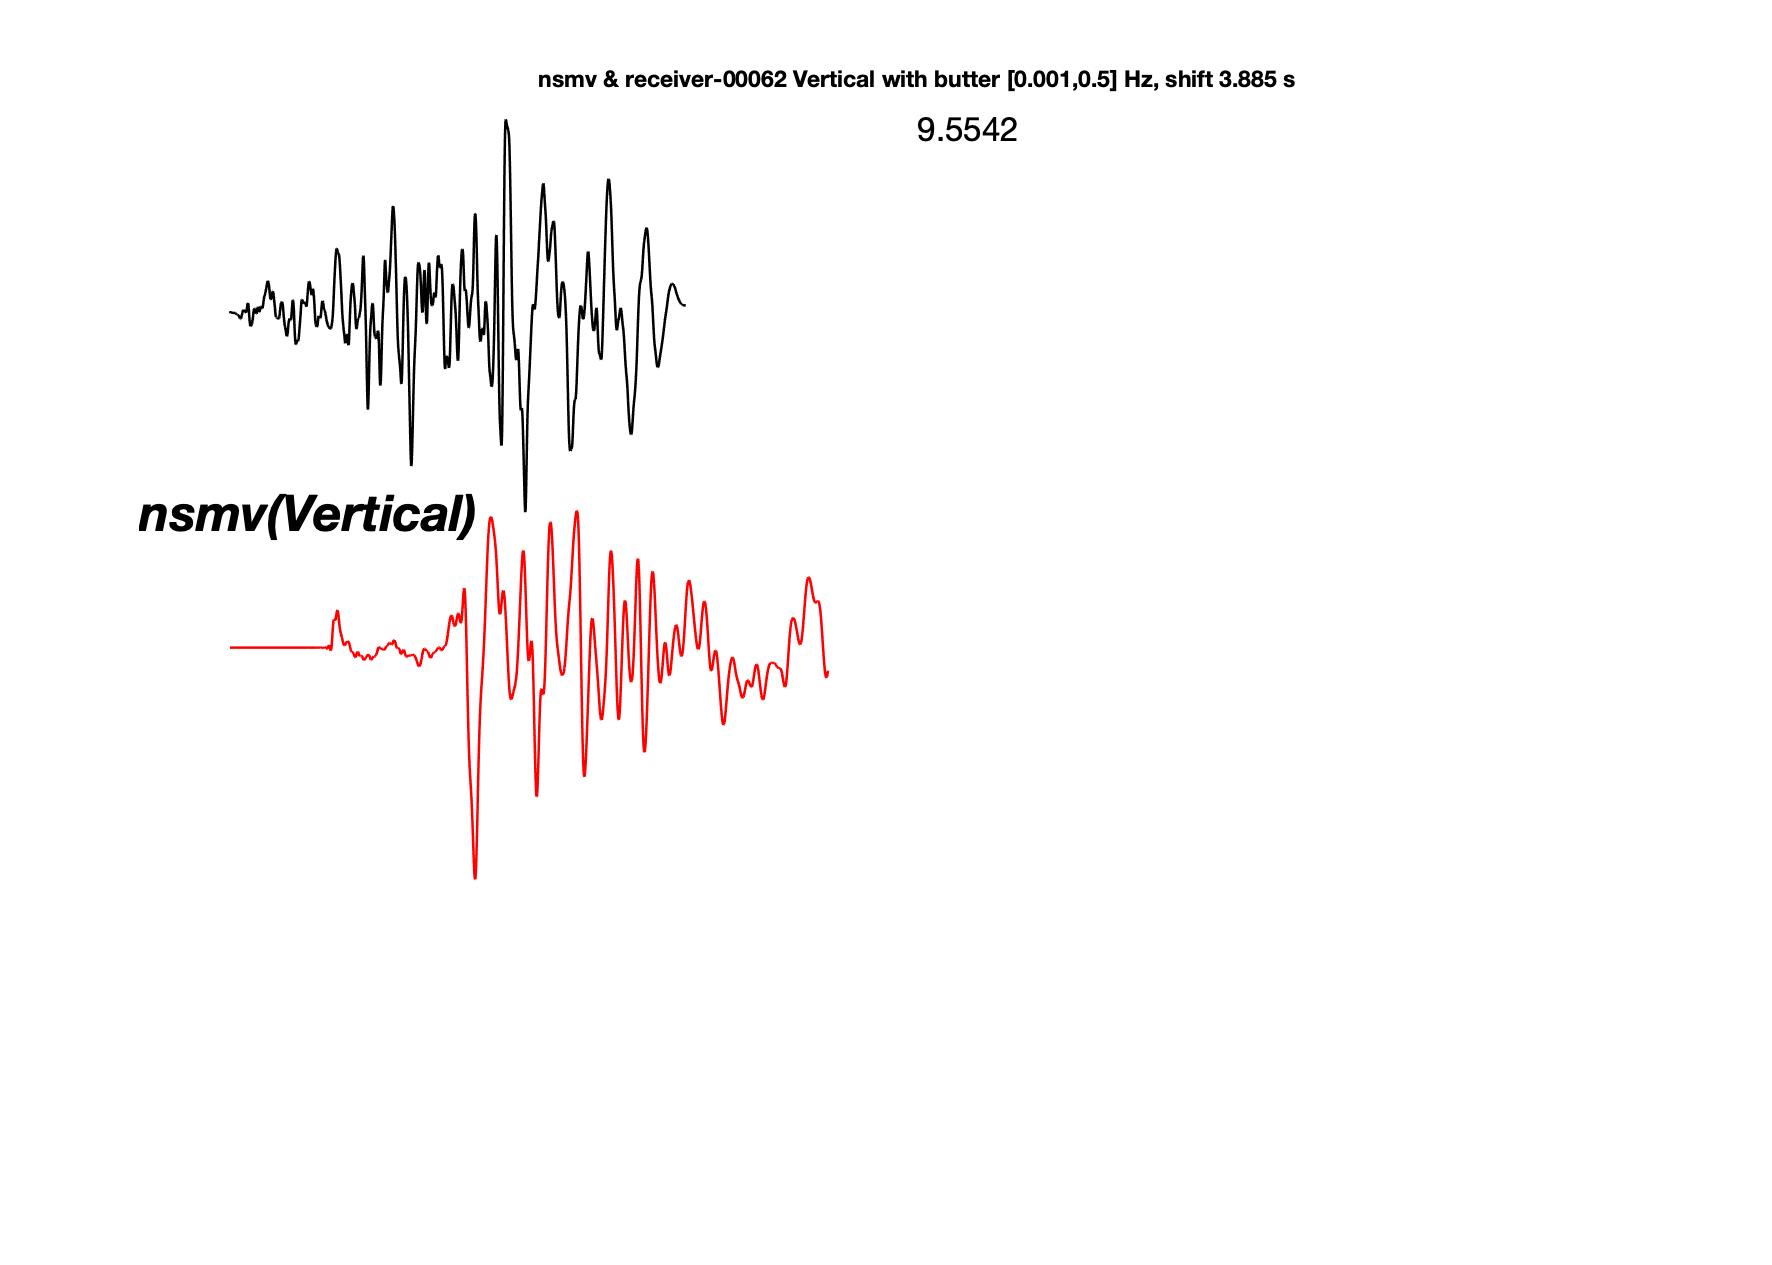 nsmv & receiver-00062 Vertical with butter [0.001,0.5] Hz, shift 3.885 s
9.5542
nsmv(Vertical)